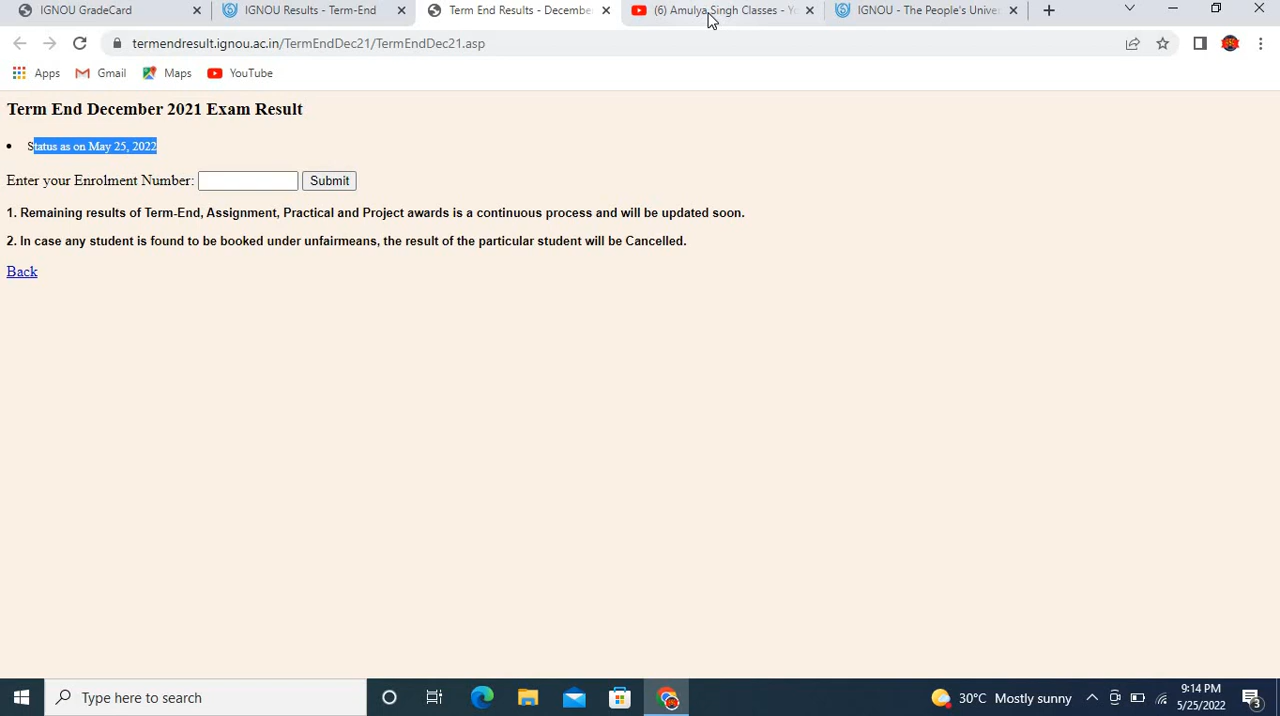 IGNOU GradeCard
IGNOU Results - Term-End
Term End Results - Decembe
(6) Amulya Singh Classes - Yo
IGNOU - The People's Univer
termendresult.ignou.ac.in/TermEndDec21/TermEndDec21.asp
Apps Gmail Maps YouTube
Term End December 2021 Exam Result
• Status as on May 25, 2022
Enter your Enrolment Number: Submit
1. Remaining results of Term-End, Assignment, Practical and Project awards is a continuous process and will be updated soon.
2. In case any student is found to be booked under unfairmeans, the result of the particular student will be Cancelled.
Back
Type here to search
30°C Mostly sunny
9:14 PM
5/25/2022
3